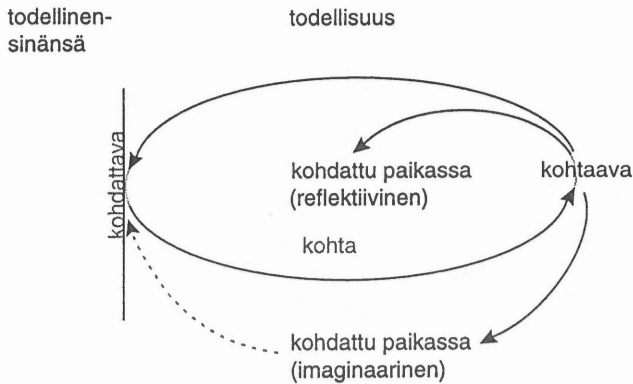 todellinen-
sinänsä
todellisuus
kohdattava
kohdattu paikassa
(reflektiivinen)
kohtaava
kohta
kohdattu paikassa
(imaginaarinen)